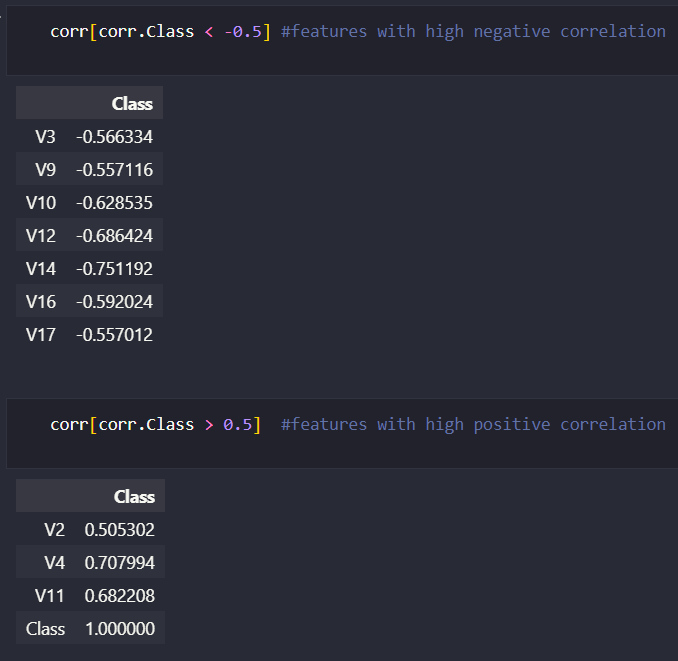 corr[corr.Class < -0.5] #features with high negative correlation
Class
V3 -0.566334
V9 -0.557116
V10 -0.628535
V12 -0.686424
V14 -0.751192
V16 -0.592024
V17 -0.557012
corr[corr.Class > 0.5]  #features with high positive correlation
Class
V2 0.505302
V4 0.707994
V11 0.682208
Class 1.000000